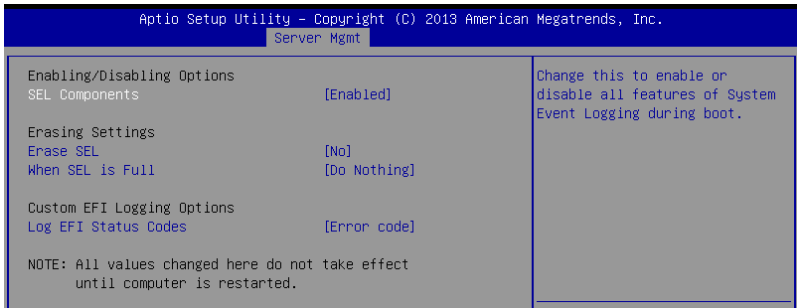 Aptio Setup Utility – Copyright (C) 2013 American Megatrends, Inc.
Server Mgmt
Enabling/Disabling Options
SEL Components [Enabled]
Erasing Settings
Erase SEL [No]
When SEL is Full [Do Nothing]
Custom EFI Logging Options
Log EFI Status Codes [Error code]
NOTE: All values changed here do not take effect
until computer is restarted.
Change this to enable or
disable all features of System
Event Logging during boot.